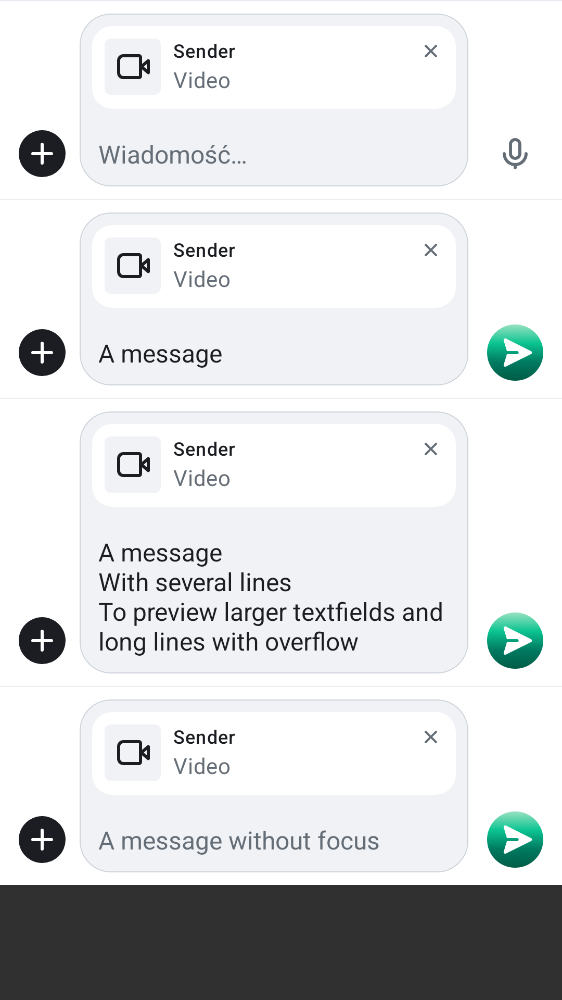 Sender
Video
Wiadomość…
Sender
Video
A message
Sender
Video
A message
With several lines
To preview larger textfields and
long lines with overflow
Sender
Video
A message without focus